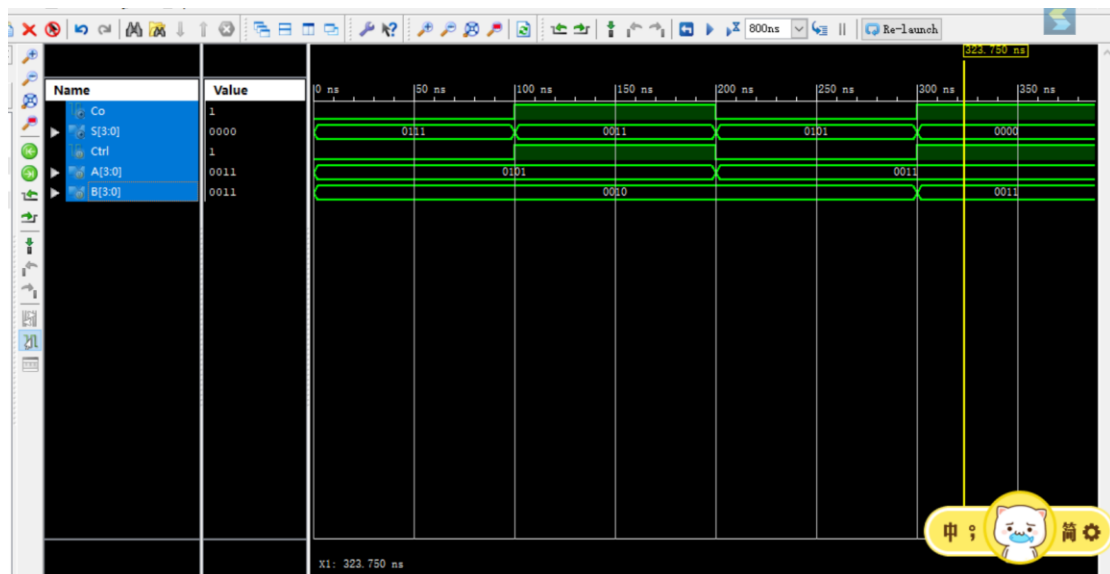 800ns Re-launch
323.750 ns
Name Value 0 ns 50 ns 100 ns 150 ns 200 ns 250 ns 300 ns 350 ns
Co 1
S[3:0] 0000 0111 0011 0101 0000
Ctrl 1
A[3:0] 0011 0101 0011
B[3:0] 0011 0010 0011
中 ; 简
X1: 323.750 ns